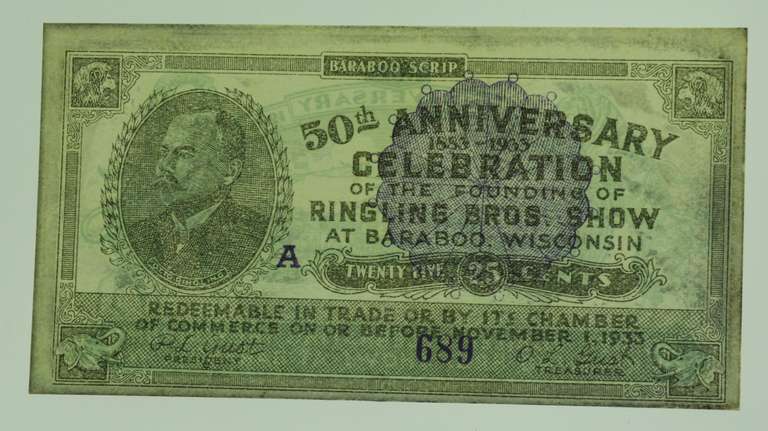 BARABOO SCRIP
50th ANNIVERSARY
1883-1933
CELEBRATION
OF THE FOUNDING OF
RINGLING BROS. SHOW
AT BARABOO, WISCONSIN
A
TWENTY FIVE 25 CENTS
REDEEMABLE IN TRADE OR BY ITS CHAMBER
OF COMMERCE ON OR BEFORE NOVEMBER 1, 1933
689
PRESIDENT
TREASURER